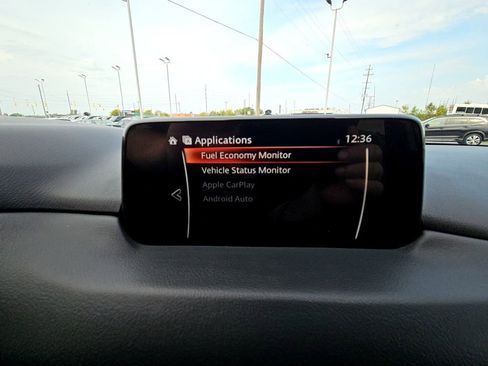 Applications 12:36
Fuel Economy Monitor
Vehicle Status Monitor
Apple CarPlay
Android Auto